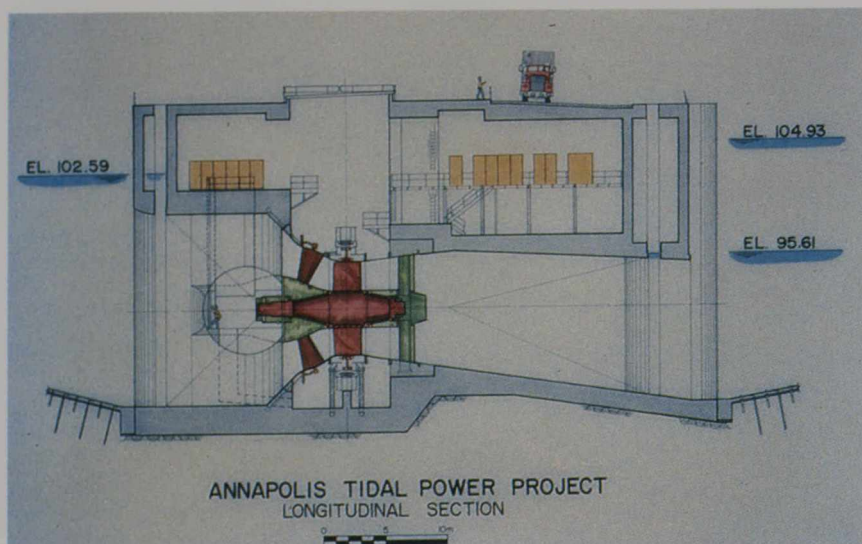 EL. 102.59
EL. 104.93
EL. 95.61
ANNAPOLIS TIDAL POWER PROJECT
LONGITUDINAL SECTION
0 5 10m